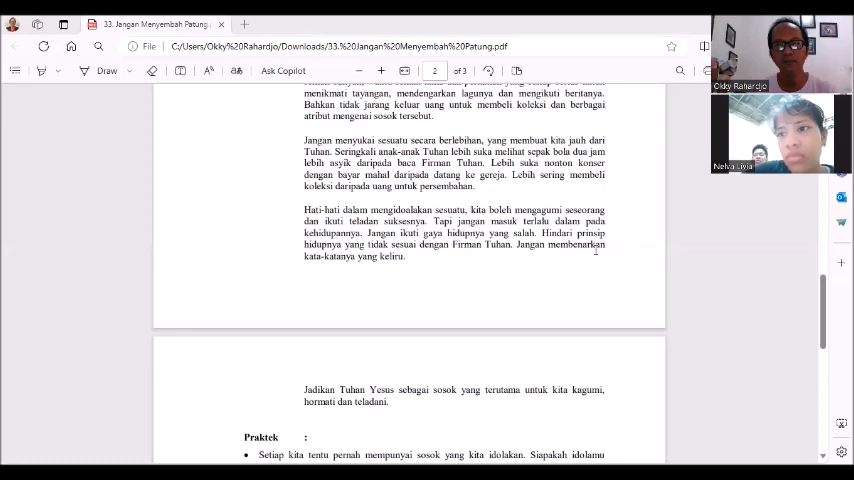 33. Jangan Menyembah Patung.p
File
C:/Users/Okky%20Rahardjo/Downloads/33.%20Jangan%20Menyembah%20Patung.pdf
Draw
Ask Copilot
2
of 3
menikmati tayangan, mendengarkan lagunya dan mengikuti beritanya.
Bahkan tidak jarang keluar uang untuk membeli koleksi dan berbagai
atribut mengenai sosok tersebut.
Jangan menyukai sesuatu secara berlebihan, yang membuat kita jauh dari
Tuhan. Seringkali anak-anak Tuhan lebih suka melihat sepak bola dua jam
lebih asyik daripada baca Firman Tuhan. Lebih suka nonton konser
dengan bayar mahal daripada datang ke gereja. Lebih sering membeli
koleksi daripada uang untuk persembahan.
Hati-hati dalam mengidoalakan sesuatu, kita boleh mengagumi seseorang
dan ikuti teladan suksesnya. Tapi jangan masuk terlalu dalam pada
kehidupannya. Jangan ikuti gaya hidupnya yang salah. Hindari prinsip
hidupnya yang tidak sesuai dengan Firman Tuhan. Jangan membenarkan
kata-katanya yang keliru.
Jadikan Tuhan Yesus sebagai sosok yang terutama untuk kita kagumi,
hormati dan teladani.
Praktek :
• Setiap kita tentu pernah mempunyai sosok yang kita idolakan. Siapakah idolamu
Okky Rahardjo
Nelva Livia